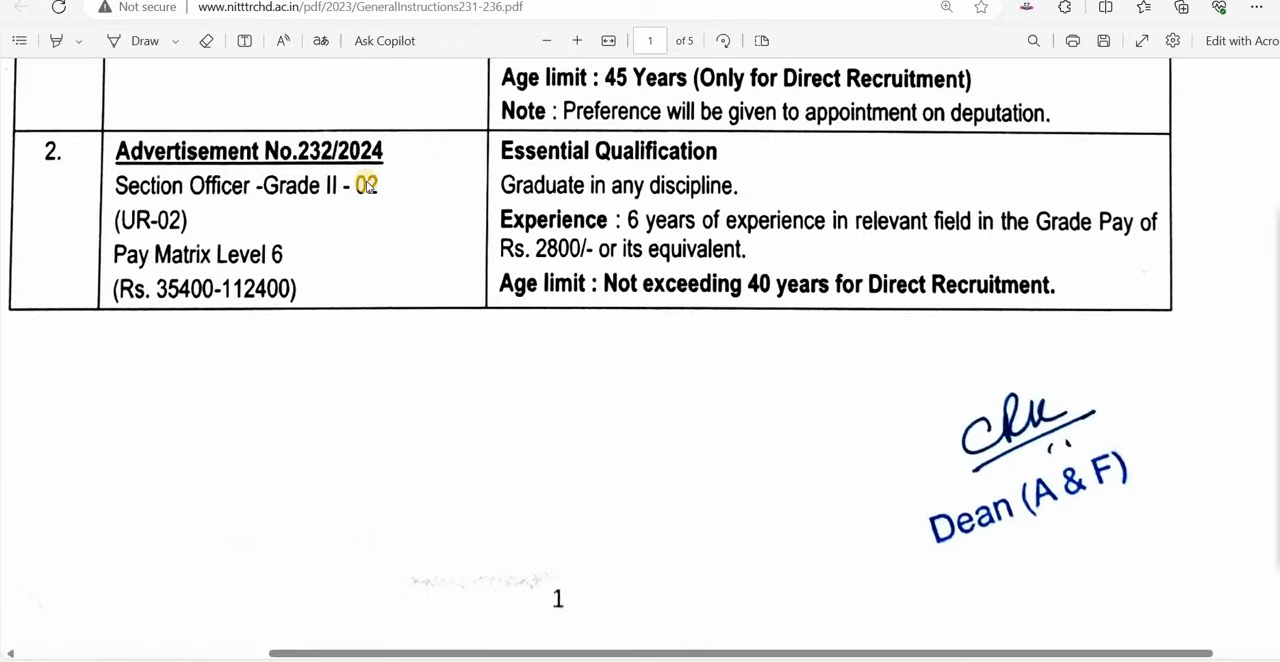 Not secure
www.nitttrchd.ac.in/pdf/2023/GeneralInstructions231-236.pdf
Draw
Ask Copilot
1 of 5
Edit with Acro
Age limit : 45 Years (Only for Direct Recruitment)
Note : Preference will be given to appointment on deputation.
2.
Advertisement No.232/2024
Section Officer -Grade II - 02
(UR-02)
Pay Matrix Level 6
(Rs. 35400-112400)
Essential Qualification
Graduate in any discipline.
Experience : 6 years of experience in relevant field in the Grade Pay of
Rs. 2800/- or its equivalent.
Age limit : Not exceeding 40 years for Direct Recruitment.
Dean (A & F)
1